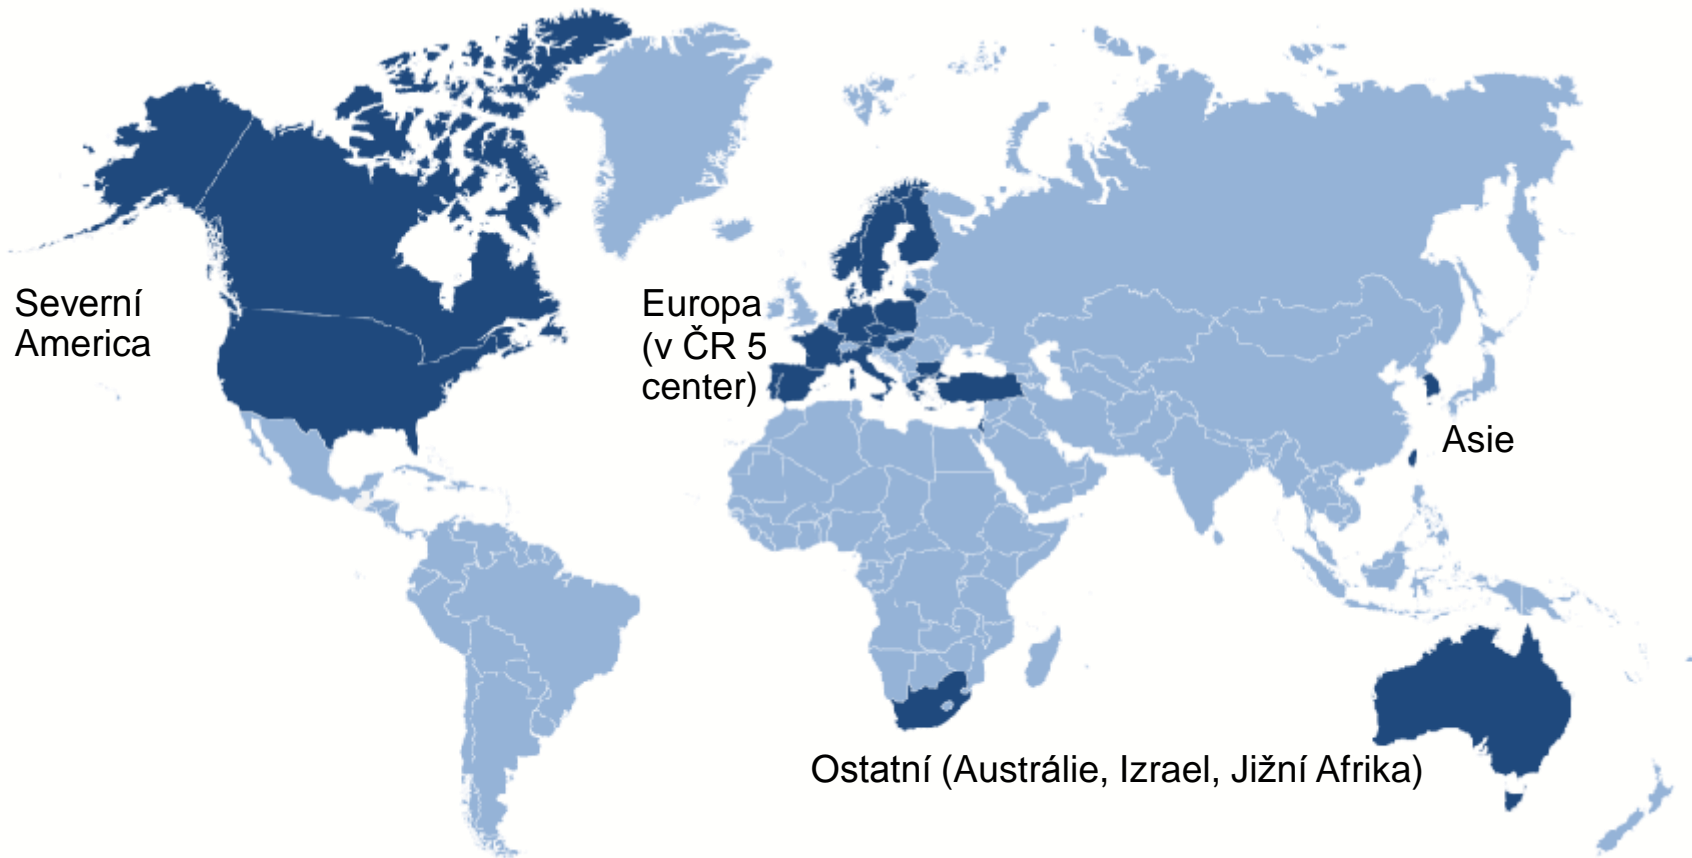 Severní
America
Europa
(v ČR 5
center)
Asie
Ostatní (Austrálie, Izrael, Jižní Afrika)